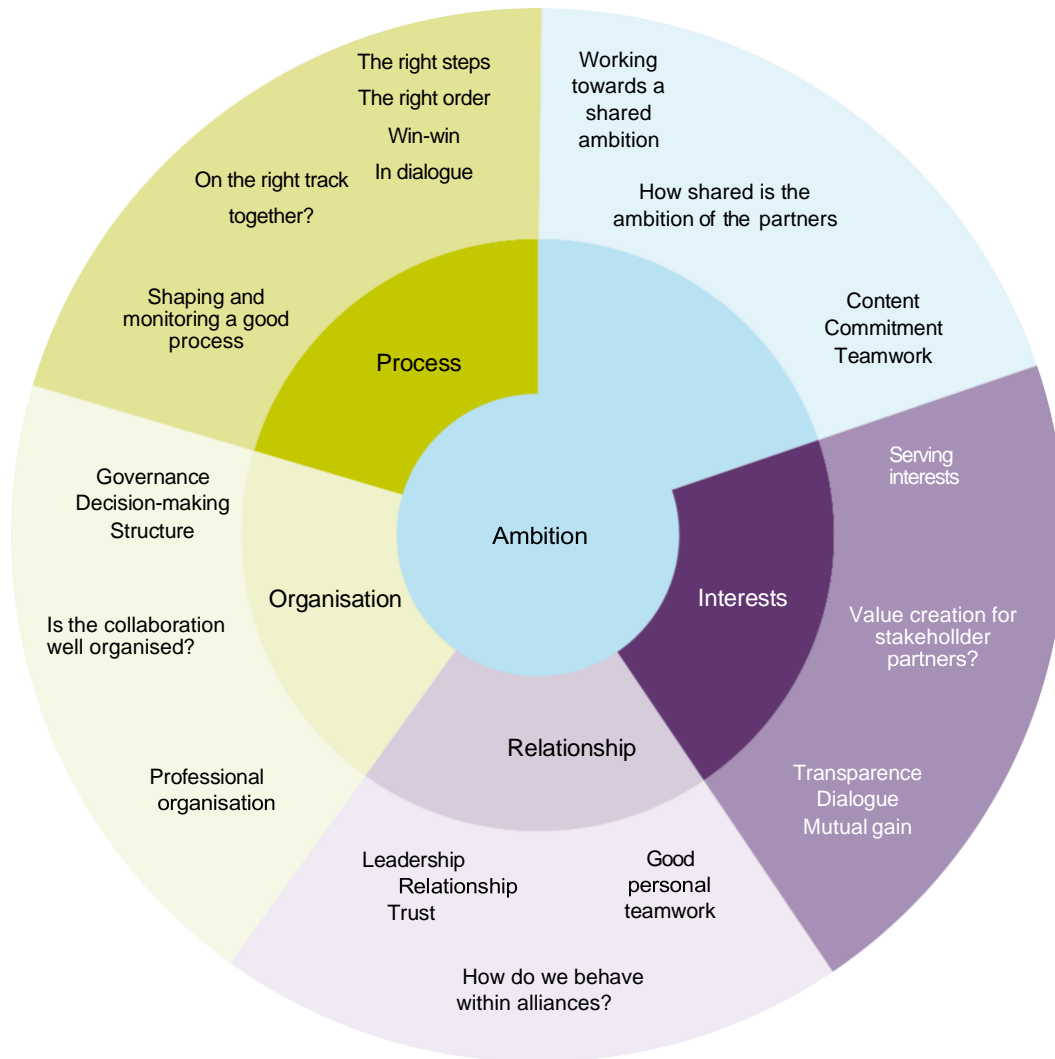 The right steps
The right order
Win-win
In dialogue
On the right track
together?
Shaping and
monitoring a good
process
Process
Working
towards a
shared
ambition
How shared is the
ambition of the partners
Content
Commitment
Teamwork
Ambition
Serving
interests
Interests
Value creation for
stakehollder
partners?
Transparence
Dialogue
Mutual gain
Relationship
Good
personal
teamwork
Leadership
Relationship
Trust
How do we behave
within alliances?
Organisation
Governance
Decision-making
Structure
Is the collaboration
well organised?
Professional
organisation